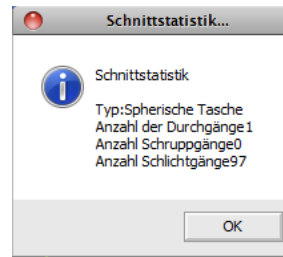 Schnittstatistik...
Schnittstatistik
Typ:Spherische Tasche
Anzahl der Durchgänge1
Anzahl Schruppgänge0
Anzahl Schlichtgänge97
OK